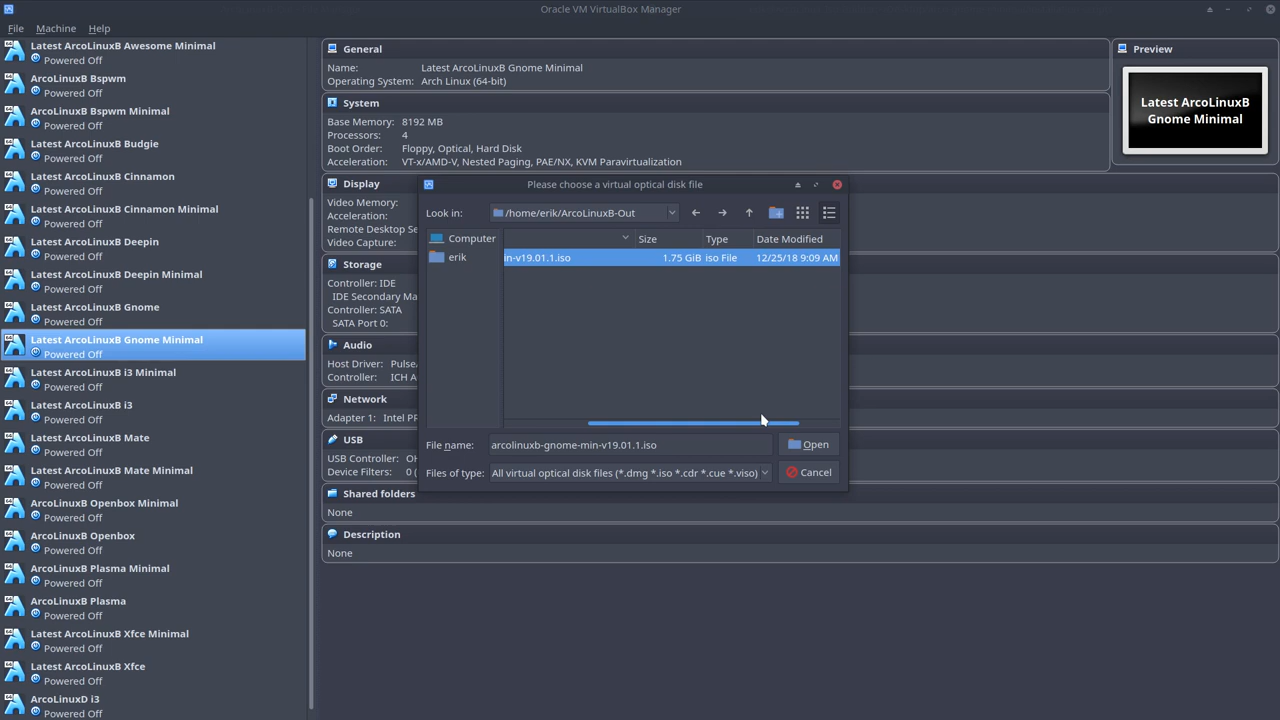 Oracle VM VirtualBox Manager
File Machine Help
Latest ArcoLinuxB Awesome Minimal
Powered Off
ArcoLinuxB Bspwm
Powered Off
ArcoLinuxB Bspwm Minimal
Powered Off
Latest ArcoLinuxB Budgie
Powered Off
Latest ArcoLinuxB Cinnamon
Powered Off
Latest ArcoLinuxB Cinnamon Minimal
Powered Off
Latest ArcoLinuxB Deepin
Powered Off
Latest ArcoLinuxB Deepin Minimal
Powered Off
Latest ArcoLinuxB Gnome
Powered Off
Latest ArcoLinuxB Gnome Minimal
Powered Off
Latest ArcoLinuxB i3 Minimal
Powered Off
Latest ArcoLinuxB i3
Powered Off
Latest ArcoLinuxB Mate
Powered Off
Latest ArcoLinuxB Mate Minimal
Powered Off
ArcoLinuxB Openbox Minimal
Powered Off
ArcoLinuxB Openbox
Powered Off
ArcoLinuxB Plasma Minimal
Powered Off
ArcoLinuxB Plasma
Powered Off
Latest ArcoLinuxB Xfce Minimal
Powered Off
Latest ArcoLinuxB Xfce
Powered Off
ArcoLinuxD i3
Powered Off
General
Name: Latest ArcoLinuxB Gnome Minimal
Operating System: Arch Linux (64-bit)
System
Base Memory: 8192 MB
Processors: 4
Boot Order: Floppy, Optical, Hard Disk
Acceleration: VT-x/AMD-V, Nested Paging, PAE/NX, KVM Paravirtualization
Display
Video Memory:
Acceleration:
Remote Desktop Se
Video Capture:
Storage
Controller: IDE
IDE Secondary Ma
Controller: SATA
SATA Port 0:
Audio
Host Driver: Pulse
Controller: ICH A
Network
Adapter 1: Intel PR
USB
USB Controller: OH
Device Filters: 0 (
Shared folders
None
Description
None
Preview
Latest ArcoLinuxB
Gnome Minimal
Please choose a virtual optical disk file
Look in: /home/erik/ArcoLinuxB-Out
Computer
erik
Size Type Date Modified
in-v19.01.1.iso 1.75 GiB iso File 12/25/18 9:09 AM
File name: arcolinuxb-gnome-min-v19.01.1.iso Open
Files of type: All virtual optical disk files (*.dmg *.iso *.cdr *.cue *.viso) Cancel